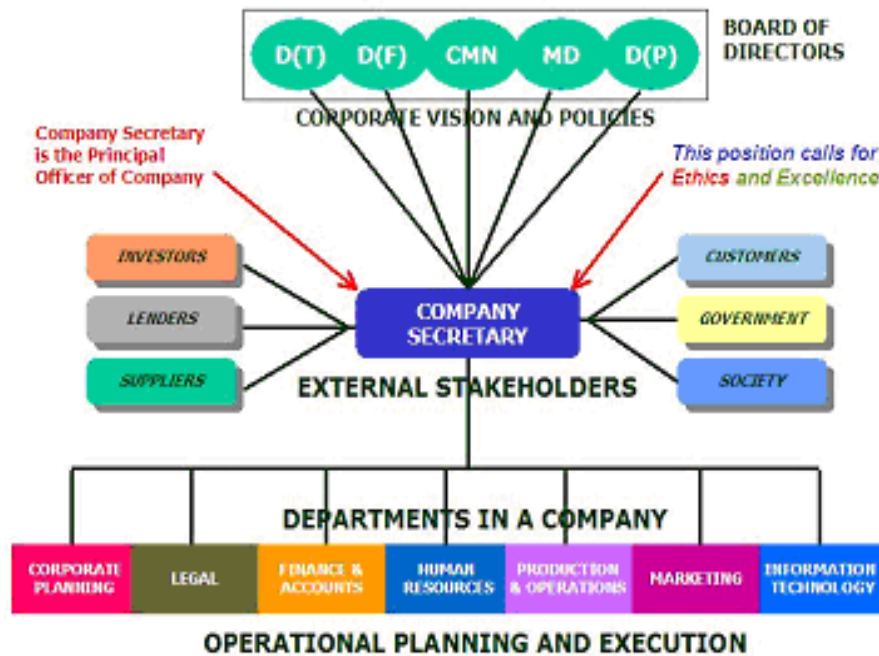 BOARD OF
DIRECTORS
D(T) D(F) CMN MD D(P)
CORPORATE VISION AND POLICIES
Company Secretary
is the Principal
Officer of Company
This position calls for
Ethics and Excellence
INVESTORS
LENDERS
SUPPLIERS
COMPANY
SECRETARY
CUSTOMERS
GOVERNMENT
SOCIETY
EXTERNAL STAKEHOLDERS
DEPARTMENTS IN A COMPANY
CORPORATE
PLANNING
LEGAL
FINANCE &
ACCOUNTS
HUMAN
RESOURCES
PRODUCTION
& OPERATIONS
MARKETING
INFORMATION
TECHNOLOGY
OPERATIONAL PLANNING AND EXECUTION